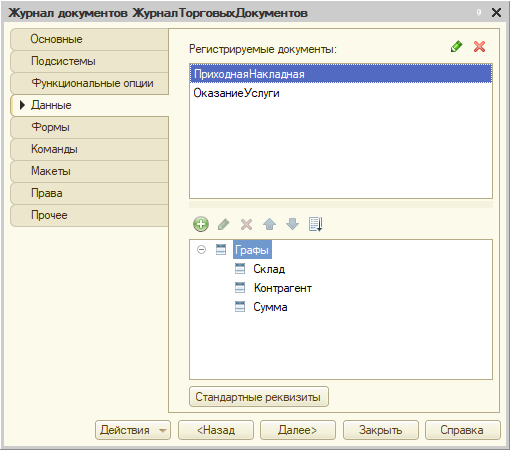 Журнал документов ЖурналТорговыхДокументов
Основные
Подсистемы
Функциональные опции
Данные
Формы
Команды
Макеты
Права
Прочее
Регистрируемые документы:
ПриходнаяНакладная
ОказаниеУслуги
Графы
Склад
Контрагент
Сумма
Стандартные реквизиты
Действия
<Назад
Далее>
Закрыть
Справка